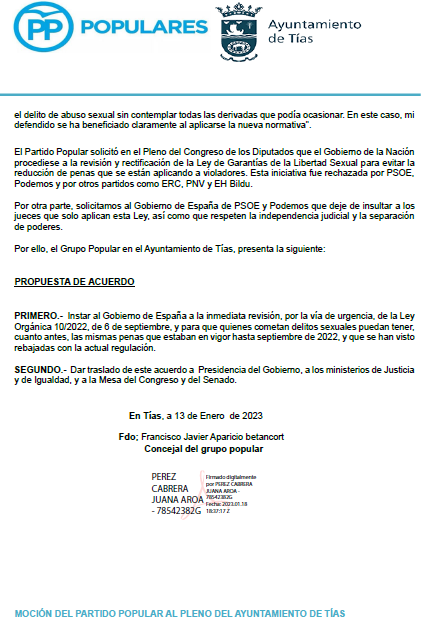 PP POPULARES
Ayuntamiento
de Tías
el delito de abuso sexual sin contemplar todas las derivadas que podía ocasionar. En este caso, mi
defendido se ha beneficiado claramente al aplicarse la nueva normativa".
El Partido Popular solicitó en el Pleno del Congreso de los Diputados que el Gobierno de la Nación
procediese a la revisión y rectificación de la Ley de Garantías de la Libertad Sexual para evitar la
reducción de penas que se están aplicando a violadores. Esta iniciativa fue rechazada por PSOE,
Podemos y por otros partidos como ERC, PNV y EH Bildu.
Por otra parte, solicitamos al Gobierno de España de PSOE y Podemos que deje de insultar a los
jueces que solo aplican esta Ley, así como que respeten la independencia judicial y la separación
de poderes.
Por ello, el Grupo Popular en el Ayuntamiento de Tías, presenta la siguiente:
PROPUESTA DE ACUERDO
PRIMERO.- Instar al Gobierno de España a la inmediata revisión, por la vía de urgencia, de la Ley
Orgánica 10/2022, de 6 de septiembre, y para que quienes cometan delitos sexuales puedan tener,
cuanto antes, las mismas penas que estaban en vigor hasta septiembre de 2022, y que se han visto
rebajadas con la actual regulación.
SEGUNDO.- Dar traslado de este acuerdo a Presidencia del Gobierno, a los ministerios de Justicia
y de Igualdad, y a la Mesa del Congreso y del Senado.
En Tías, a 13 de Enero de 2023
Fdo; Francisco Javier Aparicio betancort
Concejal del grupo popular
PEREZ
CABRERA
JUANA AROA
- 78542382G
Firmado digitalmente
por PEREZ CABRERA
JUANA AROA -
78542382G
Fecha: 2023.01.18
18:37:17 Z
MOCIÓN DEL PARTIDO POPULAR AL PLENO DEL AYUNTAMIENTO DE TÍAS